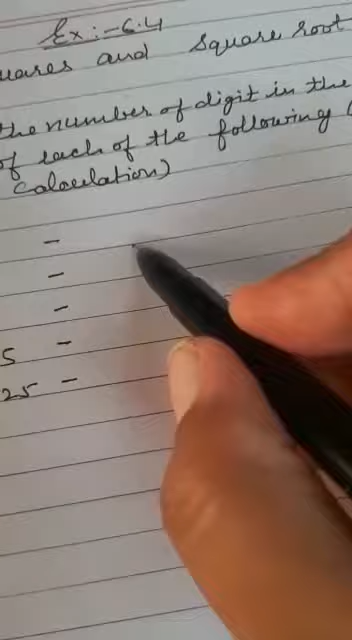 Ex:-6.4
uares and Square root
the number of digit in the
of each of the following (
Calculation)
-
-
-
5 -
25 -